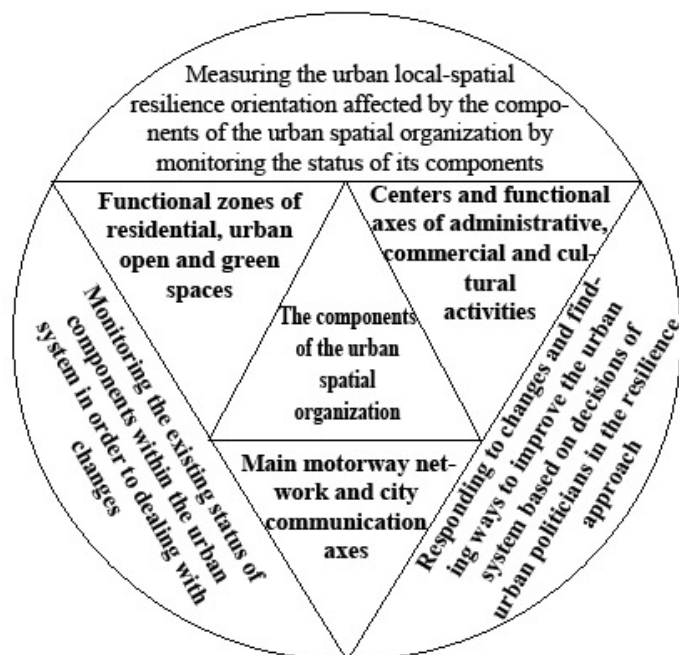 Measuring the urban local-spatial
resilience orientation affected by the compo-
nents of the urban spatial organization by
monitoring the status of its components
Functional zones of
residential, urban
open and green
spaces
Centers and functional
axes of administrative,
commercial and cul-
tural
activities
The components
of the urban
spatial
organization
Main motorway net-
work and city
communication
axes
Monitoring the existing status of
components within the urban
system in order to dealing with
changes
Responding to changes and find-
ing ways to improve the urban
system based on decisions of
urban politicians in the resilience
approach